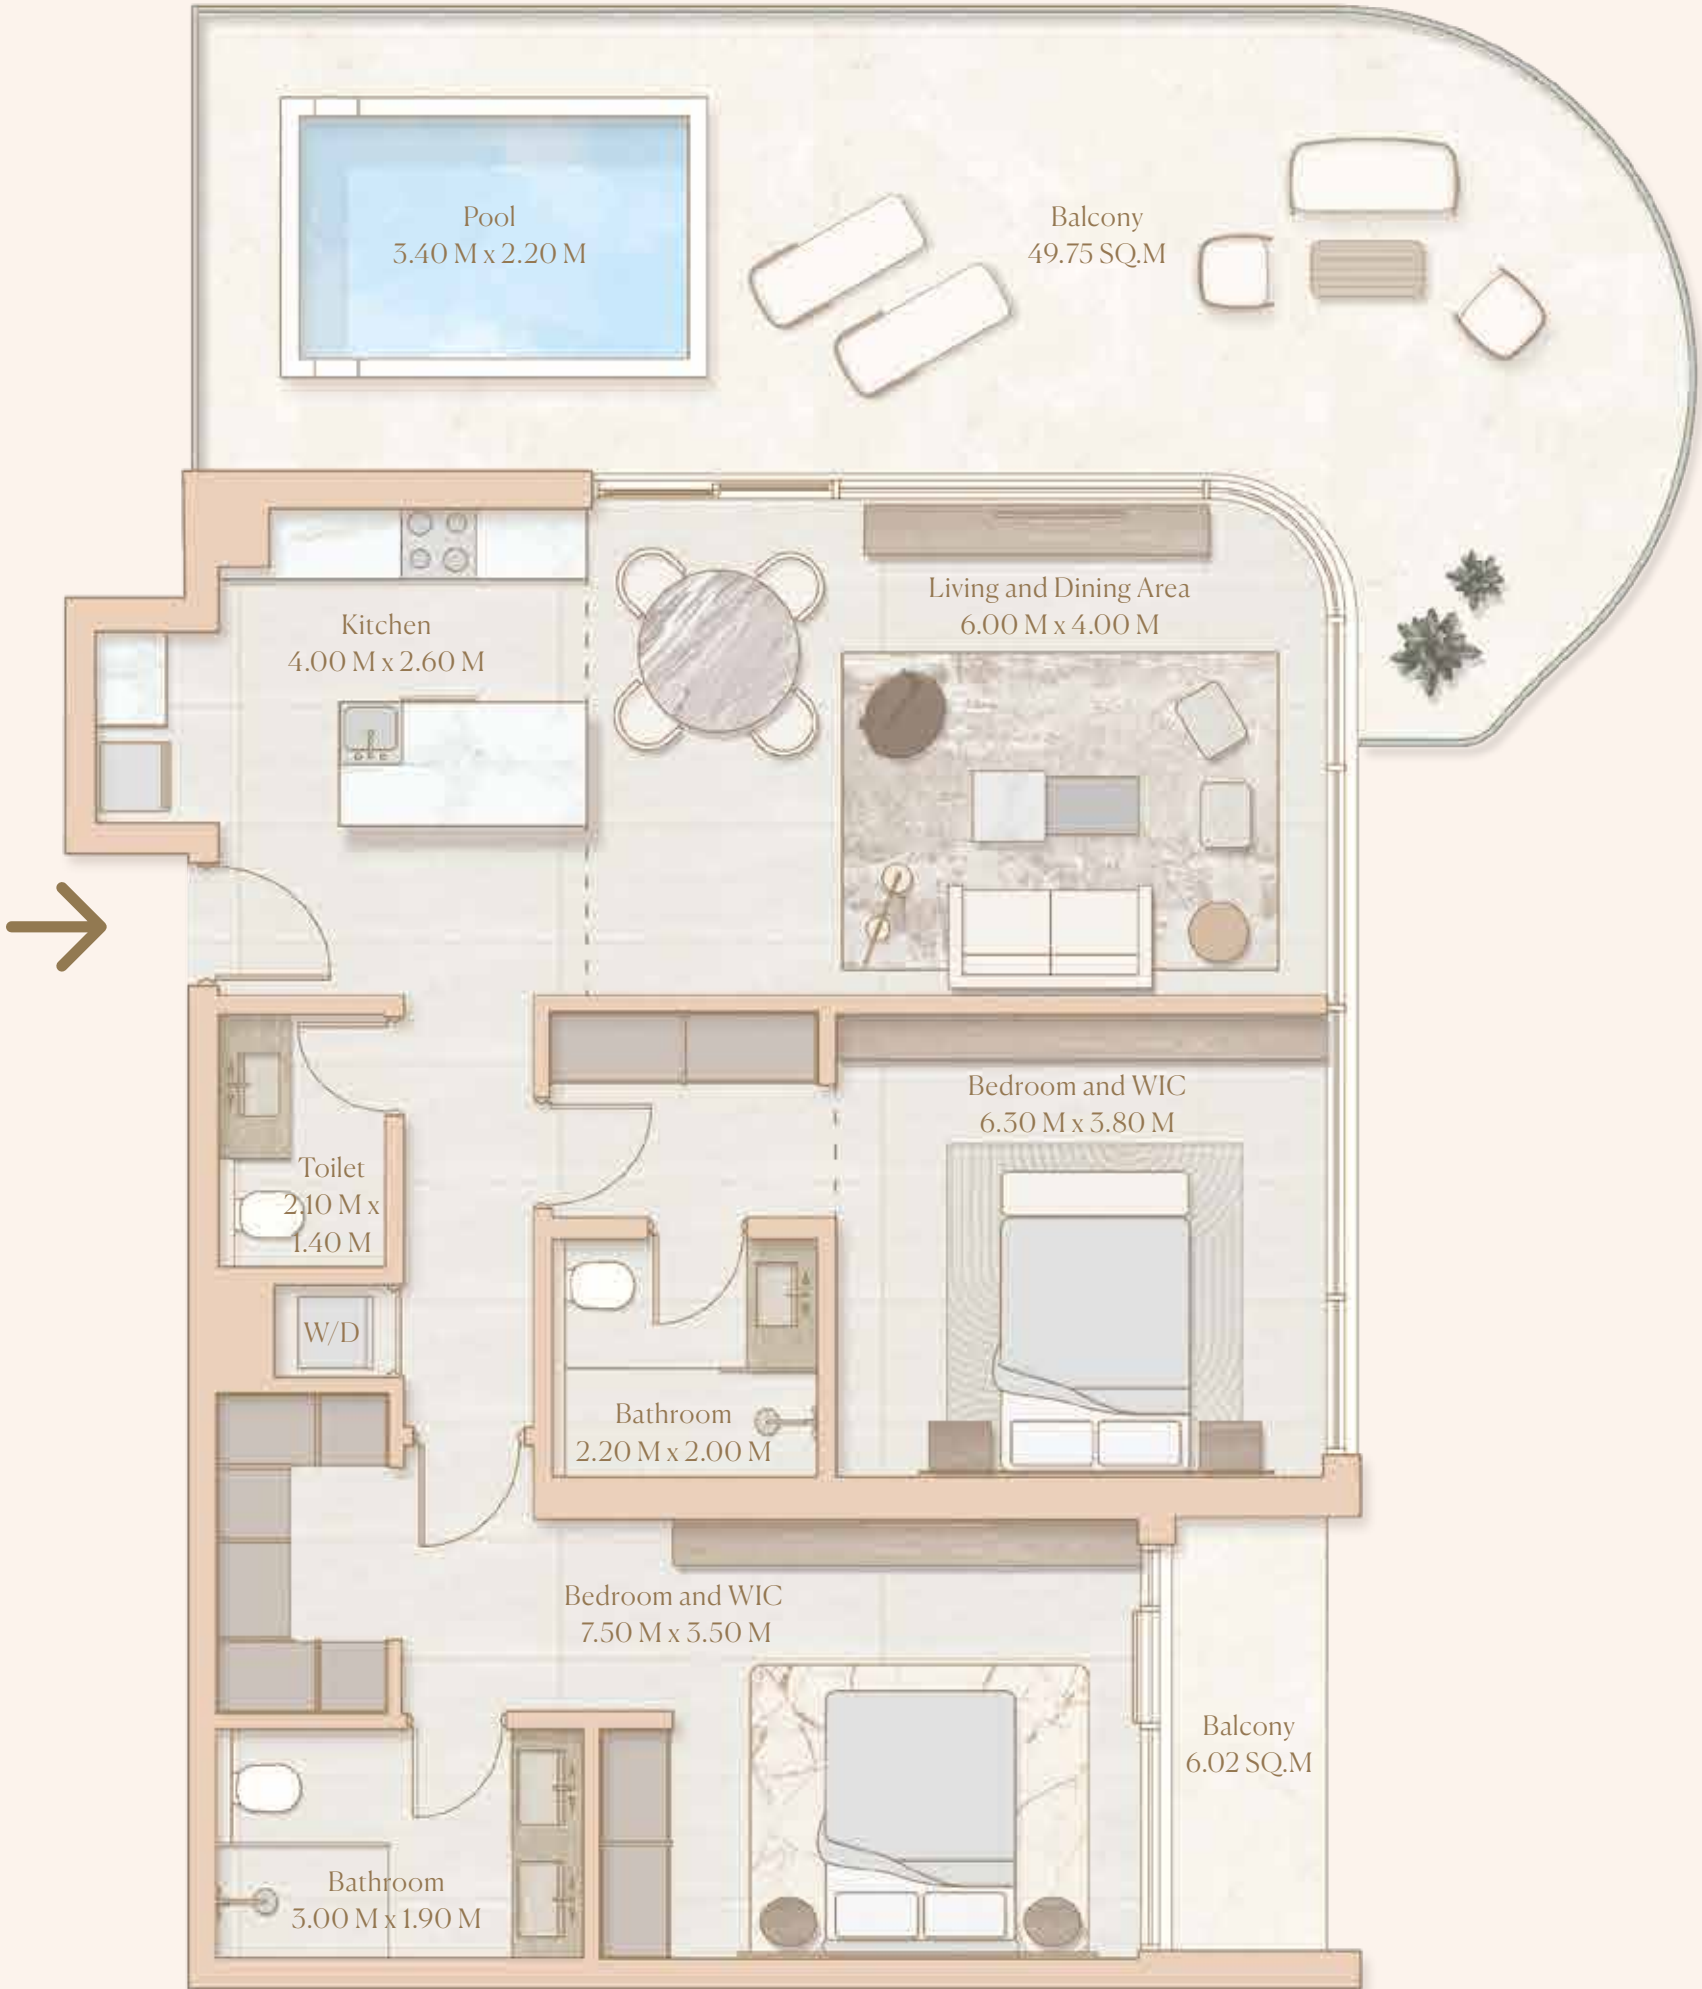 Pool
3.40 M x 2.20 M
Balcony
49.75 SQ.M
Living and Dining Area
6.00 M x 4.00 M
Kitchen
4.00 M x 2.60 M
Bedroom and WIC
6.30 M x 3.80 M
Toilet
2.10 M x
1.40 M
W/D
Bathroom
2.20 M x 2.00 M
Bedroom and WIC
7.50 M x 3.50 M
Balcony
6.02 SQ.M
Bathroom
3.00 M x 1.90 M